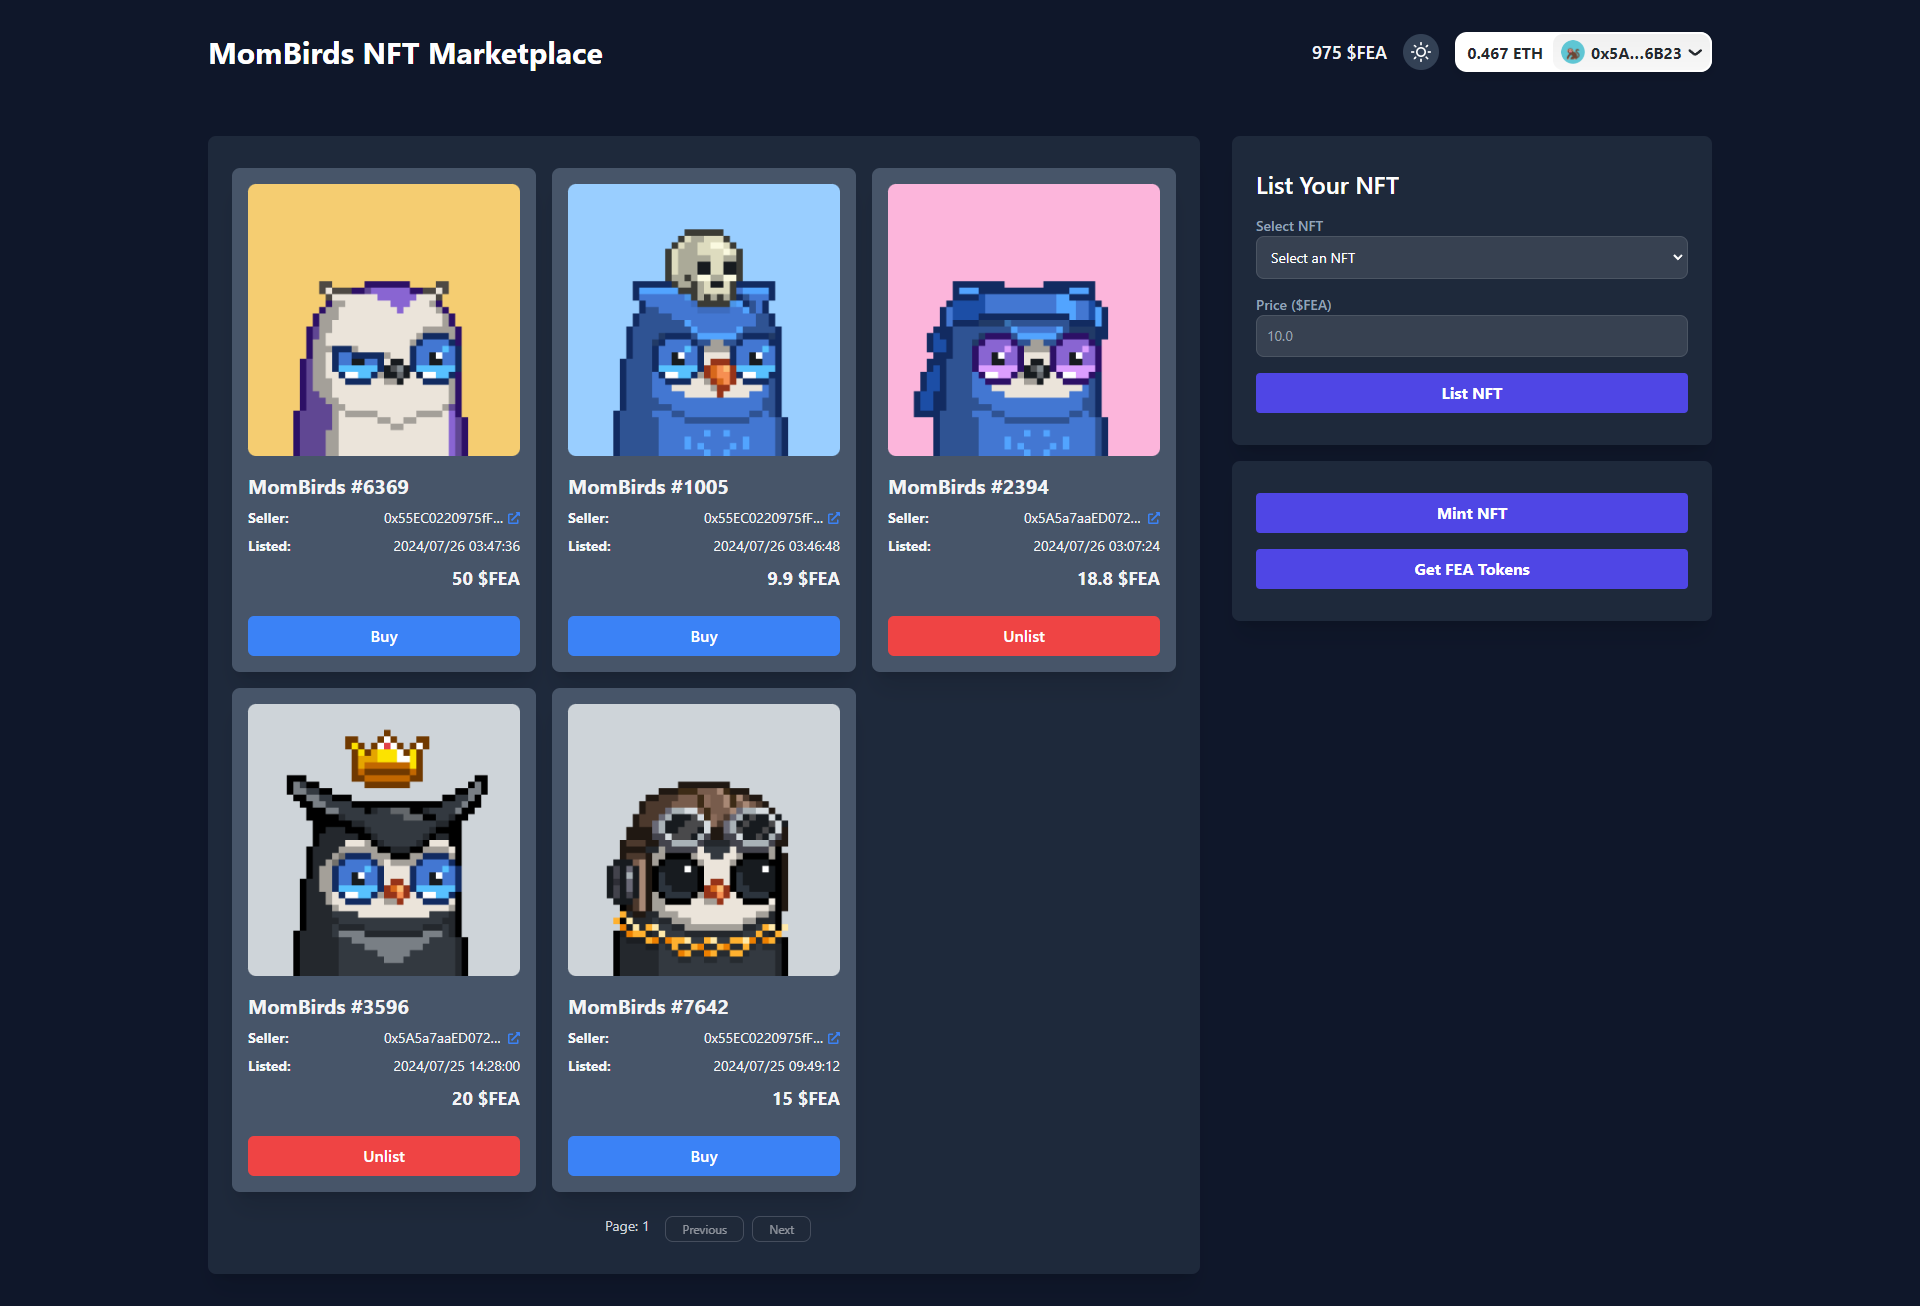 MomBirds NFT Marketplace
975 $FEA
0.467 ETH
0x5A...6B23
MomBirds #6369
Seller: 0x55EC0220975fF...
Listed: 2024/07/26 03:47:36
50 $FEA
Buy
MomBirds #1005
Seller: 0x55EC0220975fF...
Listed: 2024/07/26 03:46:48
9.9 $FEA
Buy
MomBirds #2394
Seller: 0x5A5a7aaED072...
Listed: 2024/07/26 03:07:24
18.8 $FEA
Unlist
MomBirds #3596
Seller: 0x5A5a7aaED072...
Listed: 2024/07/25 14:28:00
20 $FEA
Unlist
MomBirds #7642
Seller: 0x55EC0220975fF...
Listed: 2024/07/25 09:49:12
15 $FEA
Buy
Page: 1
Previous
Next
List Your NFT
Select NFT
Select an NFT
Price ($FEA)
10.0
List NFT
Mint NFT
Get FEA Tokens